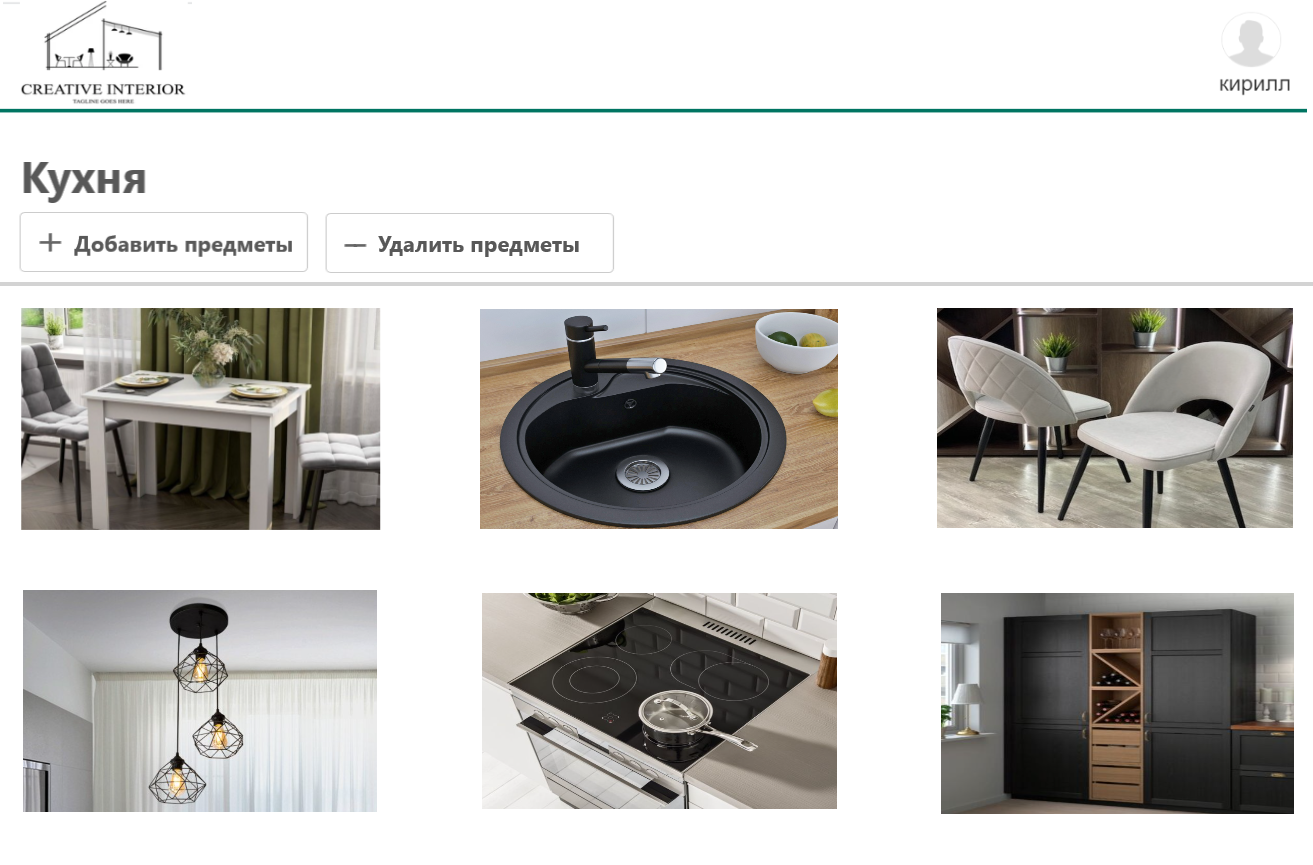 CREATIVE INTERIOR
TAGLINE GOES HERE
кирилл
Кухня
+ Добавить предметы
— Удалить предметы